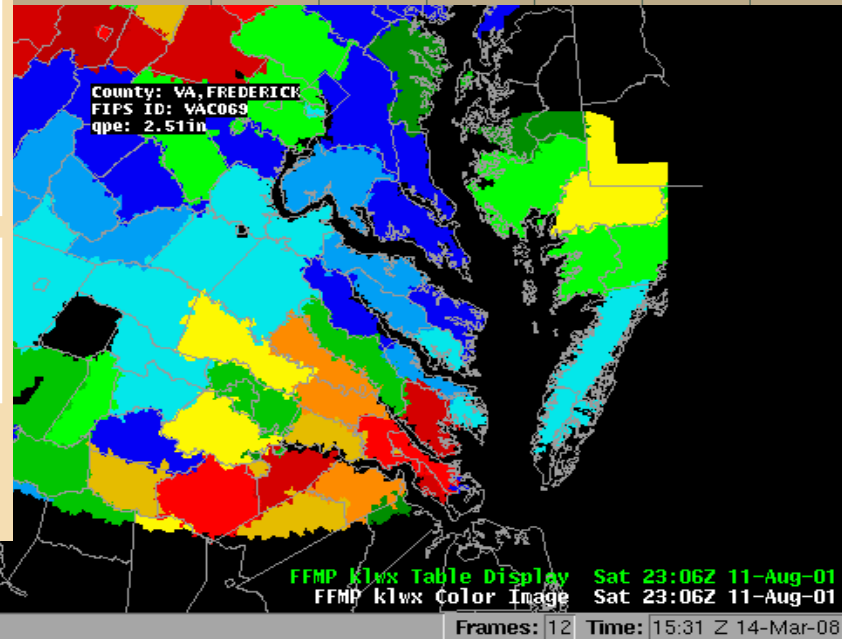 County: VA,FREDERICK
FIPS ID: VAC069
qpe: 2.51in
FFMP klwx Table Display Sat 23:06Z 11-Aug-01
FFMP klwx Color Image Sat 23:06Z 11-Aug-01
Frames: 12 Time: 15:31 Z 14-Mar-08